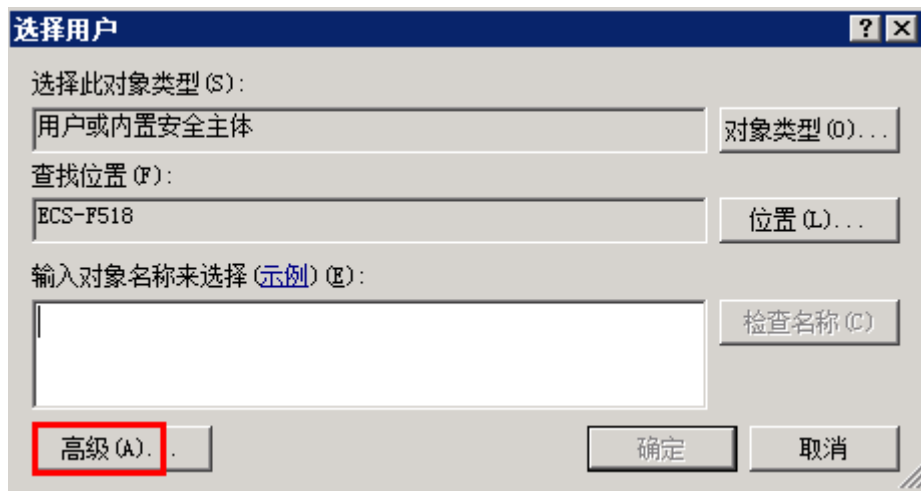 选择用户
选择此对象类型(S):
用户或内置安全主体
对象类型(O)...
查找位置(F):
ECS-F518
位置(L)...
输入对象名称来选择(示例)(E):
检查名称(C)
高级(A)...
确定
取消